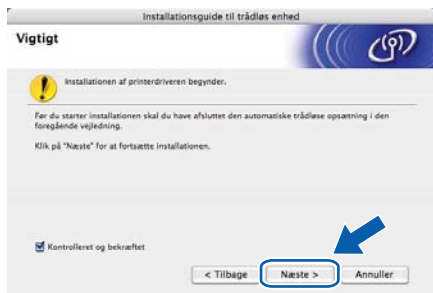 Installationsguide til trådløs enhed
Vigtigt
Installationen af printerdriveren begynder.
Før du starter installationen skal du have afsluttet den automatiske trådløse opsætning i den
foregående vejledning.
Klik på "Næste" for at fortsætte installationen.
Kontrolleret og bekræftet
< Tilbage
Næste >
Annuller